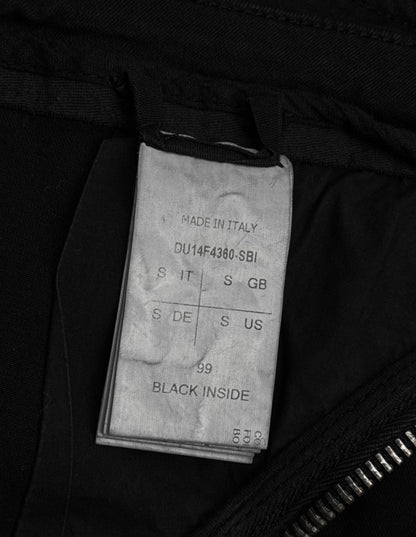 MADE IN ITALY
DU14F4360-SBI
S IT S GB
S DE S US
99
BLACK INSIDE